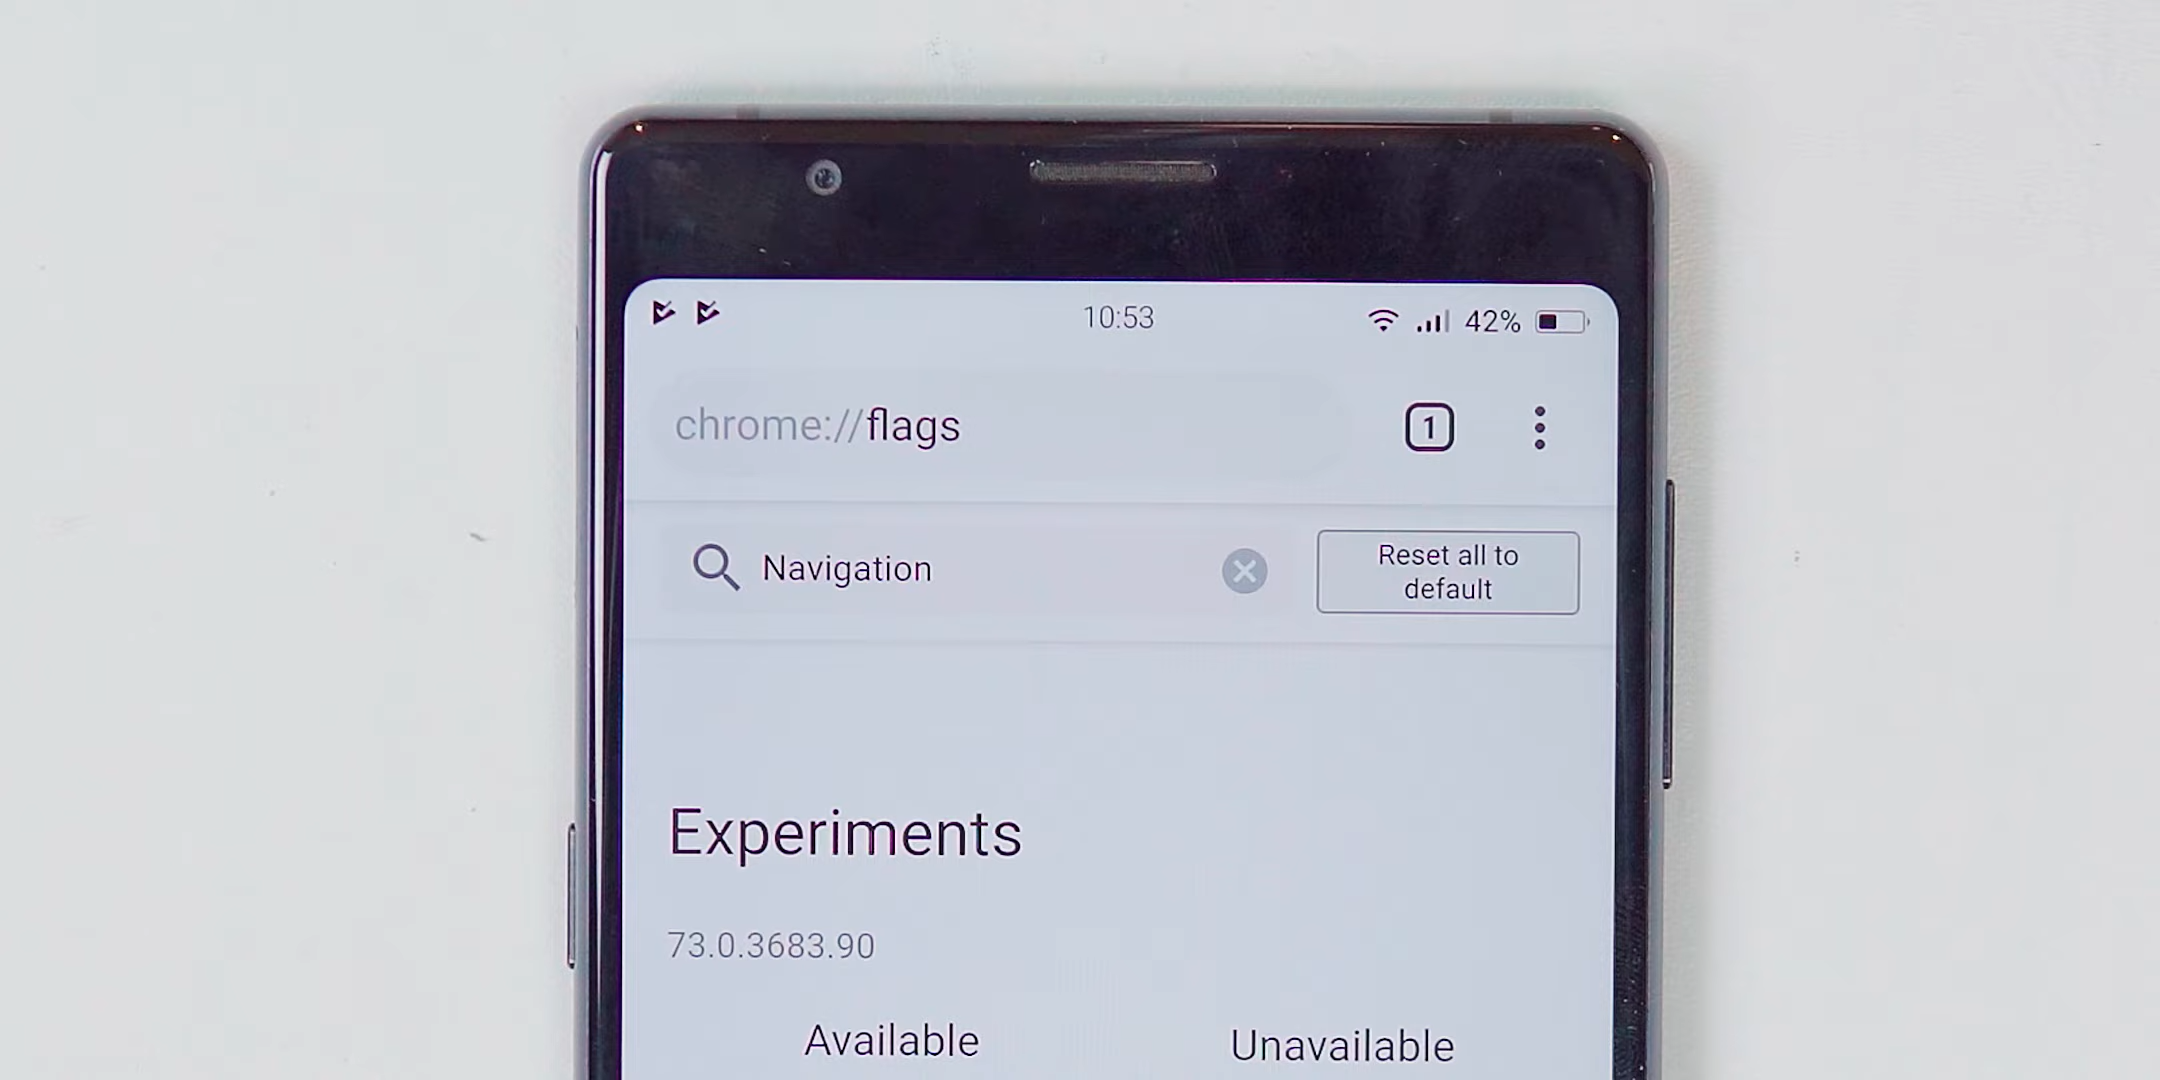 10:53
42%
chrome://flags
1
Navigation
Reset all to
default
Experiments
73.0.3683.90
Available
Unavailable